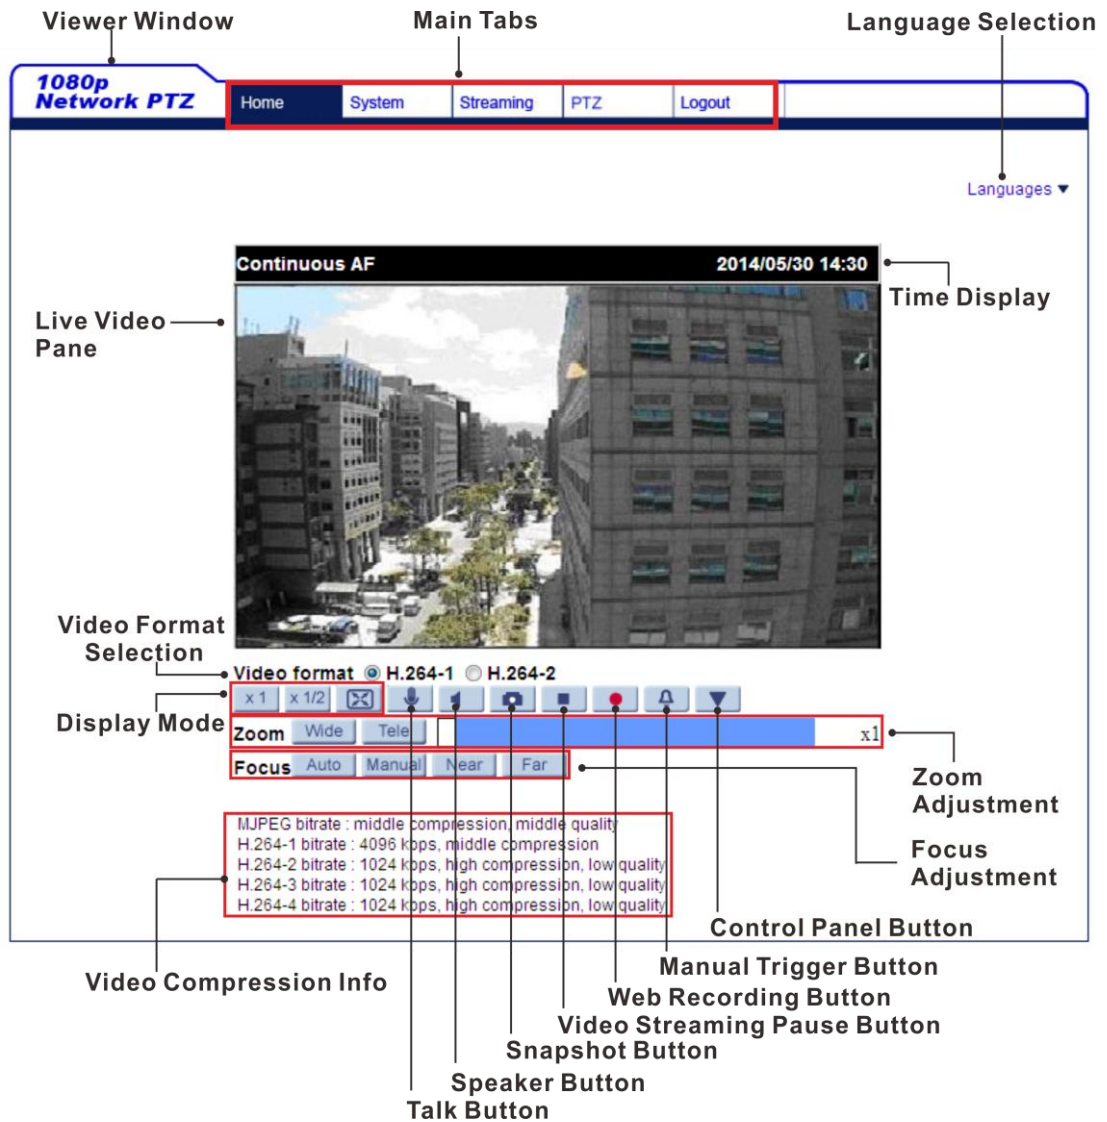 Viewer Window
Main Tabs
Language Selection
1080p
Network PTZ
Home
System
Streaming
PTZ
Logout
Languages
Continuous AF
2014/05/30 14:30
Time Display
Live Video
Pane
Video Format
Selection
Video format H.264-1 H.264-2
Display Mode
x 1
x 1/2
Zoom
Wide
Tele
x1
Focus
Auto
Manual
Near
Far
Zoom
Adjustment
MJPEG bitrate : middle compression, middle quality
H.264-1 bitrate : 4096 kbps, middle compression
H.264-2 bitrate : 1024 kbps, high compression, low quality
H.264-3 bitrate : 1024 kbps, high compression, low quality
H.264-4 bitrate : 1024 kbps, high compression, low quality
Focus
Adjustment
Control Panel Button
Manual Trigger Button
Video Compression Info
Web Recording Button
Video Streaming Pause Button
Snapshot Button
Speaker Button
Talk Button